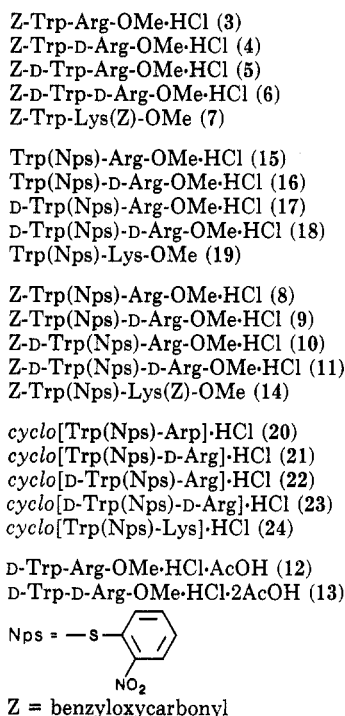 Z-Trp-Arg-OMe·HCl (3)
Z-Trp-D-Arg-OMe·HCl (4)
Z-D-Trp-Arg-OMe·HCl (5)
Z-D-Trp-D-Arg-OMe·HCl (6)
Z-Trp-Lys(Z)-OMe (7)
Trp(Nps)-Arg-OMe·HCl (15)
Trp(Nps)-D-Arg-OMe·HCl (16)
D-Trp(Nps)-Arg-OMe·HCl (17)
D-Trp(Nps)-D-Arg-OMe·HCl (18)
Trp(Nps)-Lys-OMe (19)
Z-Trp(Nps)-Arg-OMe·HCl (8)
Z-Trp(Nps)-D-Arg-OMe·HCl (9)
Z-D-Trp(Nps)-Arg-OMe·HCl (10)
Z-D-Trp(Nps)-D-Arg-OMe·HCl (11)
Z-Trp(Nps)-Lys(Z)-OMe (14)
cyclo[Trp(Nps)-Arp]·HCl (20)
cyclo[Trp(Nps)-D-Arg]·HCl (21)
cyclo[D-Trp(Nps)-Arg]·HCl (22)
cyclo[D-Trp(Nps)-D-Arg]·HCl (23)
cyclo[Trp(Nps)-Lys]·HCl (24)
D-Trp-Arg-OMe·HCl·AcOH (12)
D-Trp-D-Arg-OMe·HCl·2AcOH (13)
Nps = —S—
NO2
Z = benzyloxycarbonyl